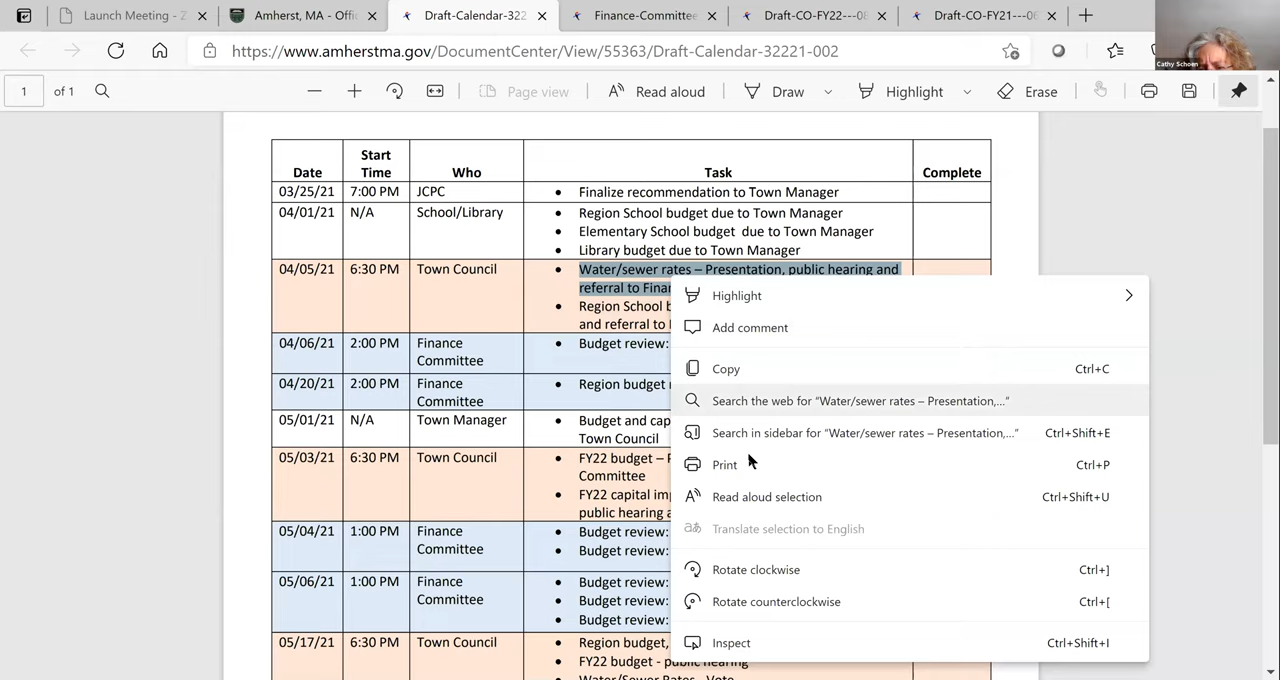 Launch Meeting - Z
Amherst, MA - Offi
Draft-Calendar-322
Finance-Committee
Draft-CO-FY22---08
Draft-CO-FY21---06
https://www.amherstma.gov/DocumentCenter/View/55363/Draft-Calendar-32221-002
Cathy Schoen
1 of 1
Page view
Read aloud
Draw
Highlight
Erase
Date Start Time Who Task Complete
03/25/21 7:00 PM JCPC • Finalize recommendation to Town Manager
04/01/21 N/A School/Library • Region School budget due to Town Manager
• Elementary School budget due to Town Manager
• Library budget due to Town Manager
04/05/21 6:30 PM Town Council • Water/sewer rates – Presentation, public hearing and
referral to Finan
• Region School b
and referral to
04/06/21 2:00 PM Finance • Budget review:
Committee
04/20/21 2:00 PM Finance • Region budget
Committee
05/01/21 N/A Town Manager • Budget and cap
Town Council
05/03/21 6:30 PM Town Council • FY22 budget –
Committee
• FY22 capital im
public hearing
05/04/21 1:00 PM Finance • Budget review:
Committee • Budget review:
05/06/21 1:00 PM Finance • Budget review:
Committee • Budget review:
• Budget review:
05/17/21 6:30 PM Town Council • Region budget,
• FY22 budget - public hearing
Water/Sewer Rates - Vote
Highlight
Add comment
Copy Ctrl+C
Search the web for “Water/sewer rates – Presentation,...”
Search in sidebar for “Water/sewer rates – Presentation,...” Ctrl+Shift+E
Print Ctrl+P
Read aloud selection Ctrl+Shift+U
Translate selection to English
Rotate clockwise Ctrl+]
Rotate counterclockwise Ctrl+[
Inspect Ctrl+Shift+I